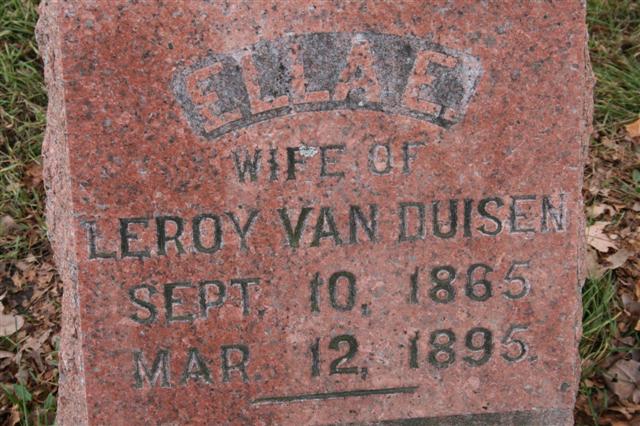 ELLA E.
WIFE OF
LEROY VAN DUISEN
SEPT. 10, 1865
MAR. 12, 1895.